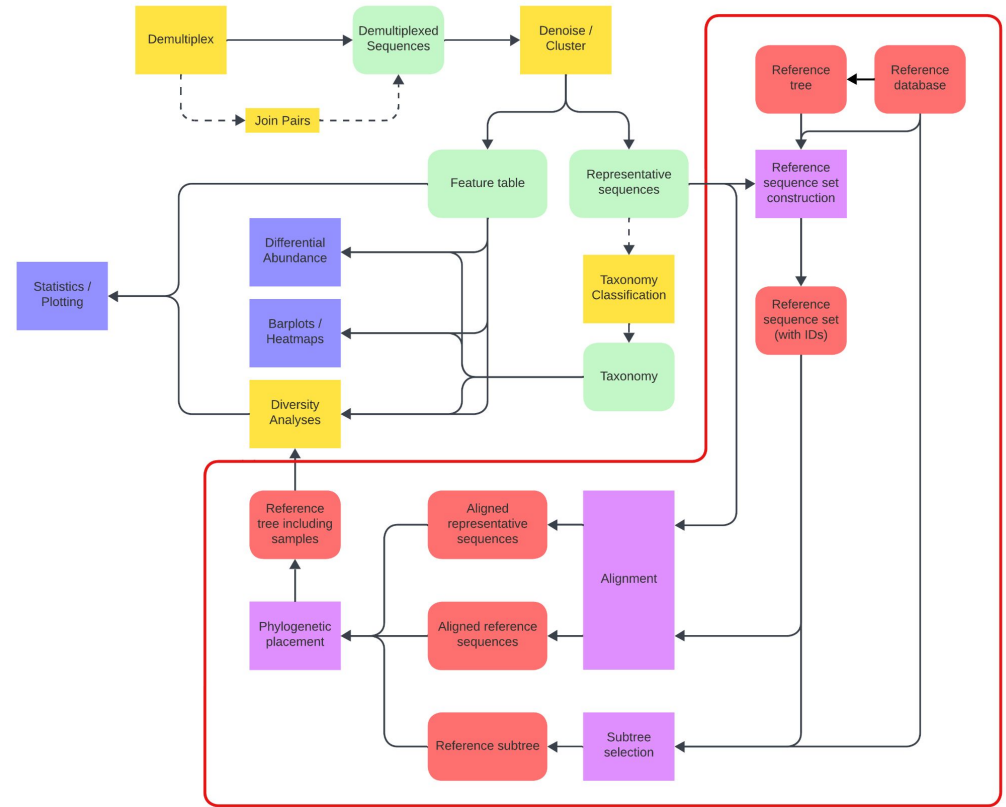 Demultiplex
Demultiplexed
Sequences
Denoise /
Cluster
Join Pairs
Reference
tree
Reference
database
Feature table
Representative
sequences
Reference
sequence set
construction
Differential
Abundance
Statistics /
Plotting
Taxonomy
Classification
Reference
sequence set
(with IDs)
Barplots /
Heatmaps
Taxonomy
Diversity
Analyses
Reference
tree including
samples
Aligned
representative
sequences
Alignment
Phylogenetic
placement
Aligned reference
sequences
Reference subtree
Subtree
selection